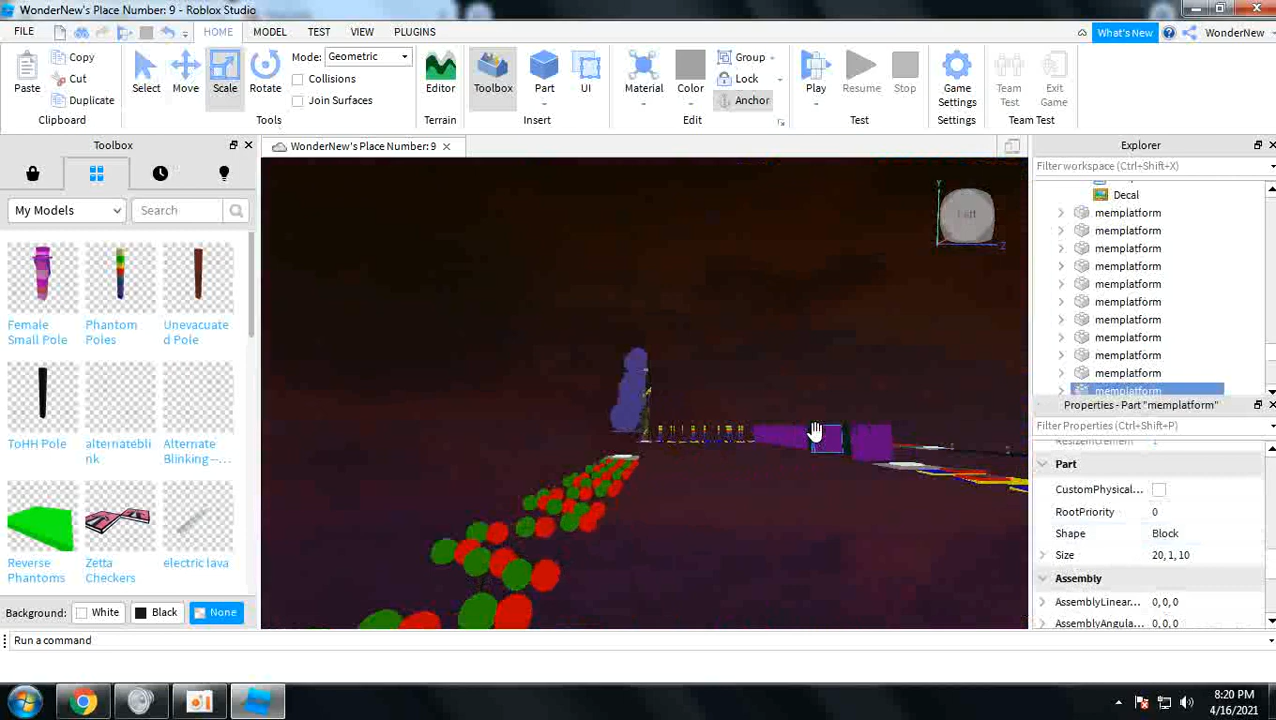 WonderNew's Place Number: 9 - Roblox Studio
FILE HOME MODEL TEST VIEW PLUGINS What's New WonderNew
Paste Copy Cut Duplicate Clipboard
Select Move Scale Rotate Mode: Geometric Collisions Join Surfaces Tools
Editor Terrain
Toolbox Part UI Insert
Material Color Group Lock Anchor Edit
Play Resume Stop Test
Game Settings Settings
Team Test Exit Game Team Test
Toolbox
WonderNew's Place Number: 9
My Models Search
Female Small Pole
Phantom Poles
Unevacuate d Pole
ToHH Pole
alternatebli nk
Alternate Blinking -...
Reverse Phantoms
Zetta Checkers
electric lava
Background: White Black None
Y
Z
Explorer
Filter workspace (Ctrl+Shift+X)
Decal
memplatform
memplatform
memplatform
memplatform
memplatform
memplatform
memplatform
memplatform
memplatform
memplatform
memplatform
Properties - Part "memplatform"
Filter Properties (Ctrl+Shift+P)
ResizeIncrement 1
Part
CustomPhysical...
RootPriority 0
Shape Block
Size 20, 1, 10
Assembly
AssemblyLinear... 0, 0, 0
AssemblyAngula... 0, 0, 0
Run a command
8:20 PM
4/16/2021